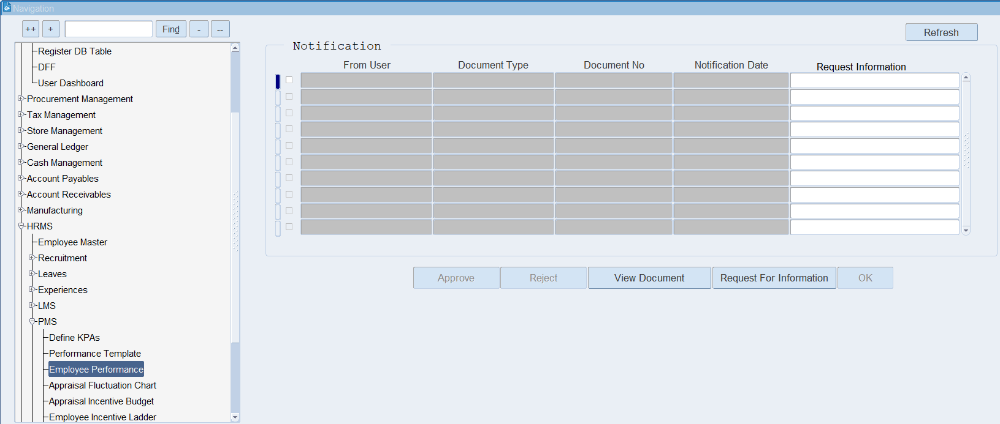 Navigation
++ + Find - --
Refresh
Register DB Table
DFF
User Dashboard
Procurement Management
Tax Management
Store Management
General Ledger
Cash Management
Account Payables
Account Receivables
Manufacturing
HRMS
Employee Master
Recruitment
Leaves
Experiences
LMS
PMS
Define KPAs
Performance Template
Employee Performance
Appraisal Fluctuation Chart
Appraisal Incentive Budget
Employee Incentive Ladder
Notification
From User Document Type Document No Notification Date Request Information
Approve Reject View Document Request For Information OK